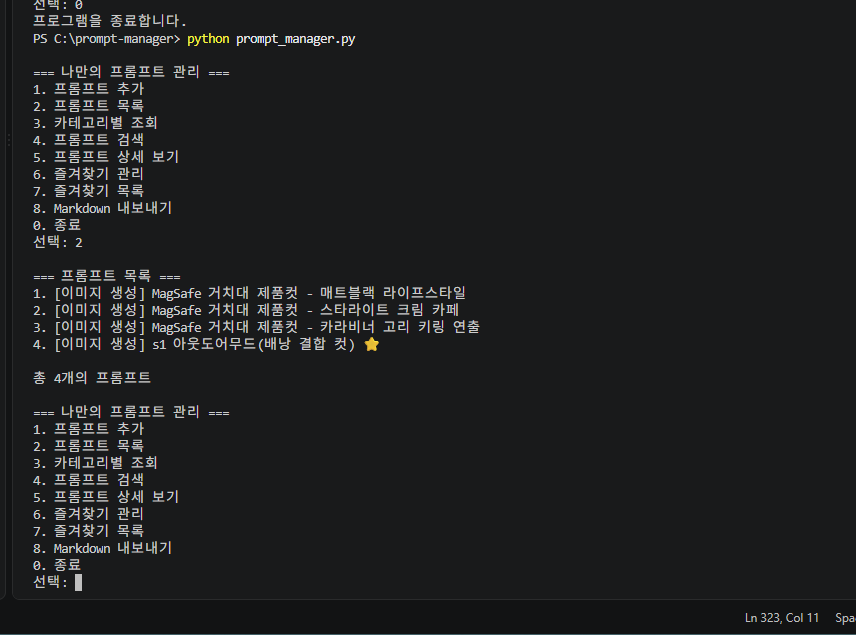 선택: 0
프로그램을 종료합니다.
PS C:\prompt-manager> python prompt_manager.py
=== 나만의 프롬프트 관리 ===
1. 프롬프트 추가
2. 프롬프트 목록
3. 카테고리별 조회
4. 프롬프트 검색
5. 프롬프트 상세 보기
6. 즐겨찾기 관리
7. 즐겨찾기 목록
8. Markdown 내보내기
0. 종료
선택: 2
=== 프롬프트 목록 ===
1. [이미지 생성] MagSafe 거치대 제품컷 - 매트블랙 라이프스타일
2. [이미지 생성] MagSafe 거치대 제품컷 - 스타라이트 크림 카페
3. [이미지 생성] MagSafe 거치대 제품컷 - 카라비너 고리 키링 연출
4. [이미지 생성] s1 아웃도어무드(배낭 결합 컷) ⭐
총 4개의 프롬프트
=== 나만의 프롬프트 관리 ===
1. 프롬프트 추가
2. 프롬프트 목록
3. 카테고리별 조회
4. 프롬프트 검색
5. 프롬프트 상세 보기
6. 즐겨찾기 관리
7. 즐겨찾기 목록
8. Markdown 내보내기
0. 종료
선택:
Ln 323, Col 11